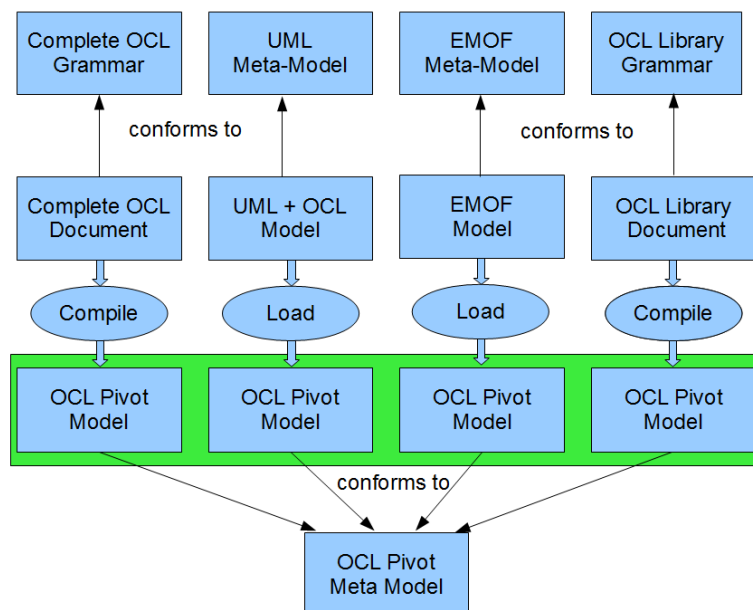 Complete OCL
Grammar
UML
Meta-Model
EMOF
Meta-Model
OCL Library
Grammar
conforms to
conforms to
Complete OCL
Document
UML + OCL
Model
EMOF
Model
OCL Library
Document
Compile
Load
Load
Compile
OCL Pivot
Model
OCL Pivot
Model
OCL Pivot
Model
OCL Pivot
Model
conforms to
OCL Pivot
Meta Model